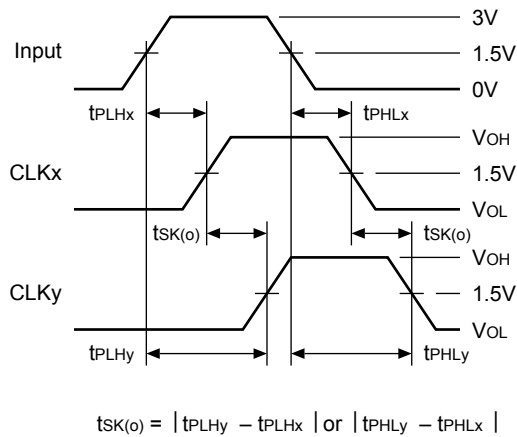 3V
Input 1.5V
0V
tPLHx tPHLx
VOH
CLKx 1.5V
VOL
tSK(o) tSK(o)
VOH
CLKy 1.5V
VOL
tPLHy tPHLy
tSK(o) = | tPLHy – tPLHx | or | tPHLy – tPHLx |